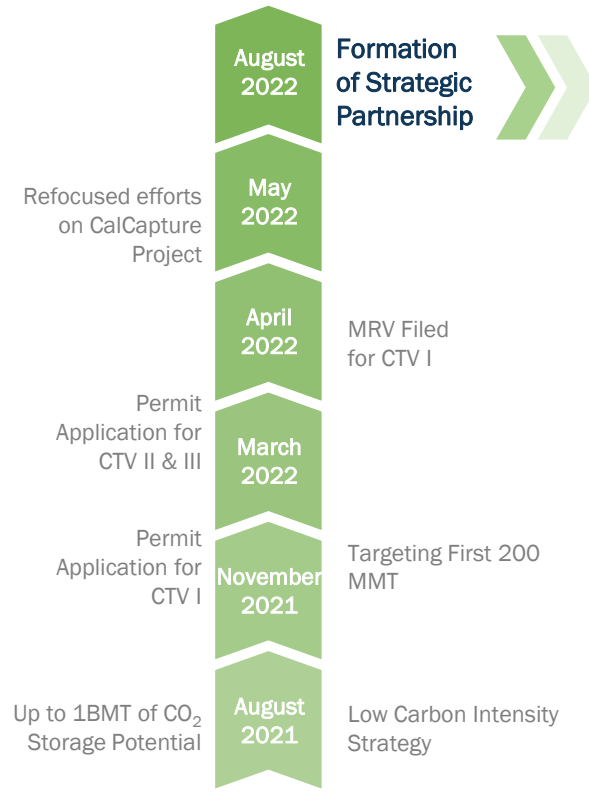 August
2022
Formation
of Strategic
Partnership
May
2022
Refocused efforts
on CalCapture
Project
April
2022
MRV Filed
for CTV I
Permit
Application for
CTV II & III
March
2022
Permit
Application for
CTV I
November
2021
Targeting First 200
MMT
Up to 1BMT of CO₂
Storage Potential
August
2021
Low Carbon Intensity
Strategy